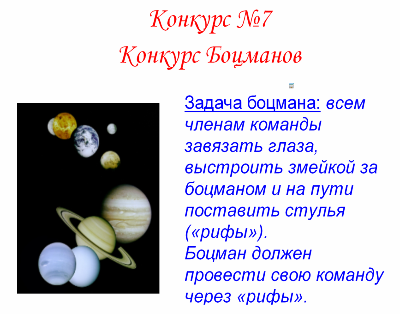 Конкурс №7
Конкурс Боцманов
Задача боцмана: всем
членам команды
завязать глаза,
выстроить змейкой за
боцманом и на пути
поставить стулья
(«рифы»).
Боцман должен
провести свою команду
через «рифы».